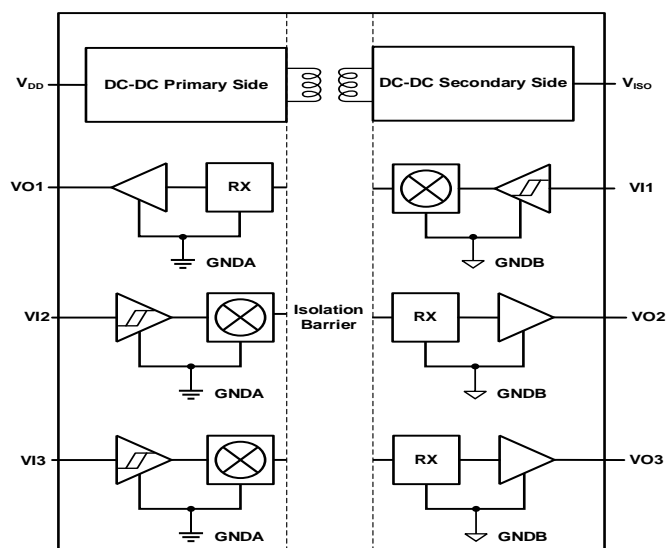 DC-DC Primary Side
DC-DC Secondary Side
VDD
VISO
VO1
RX
VI1
GNDA
GNDB
VI2
Isolation
Barrier
RX
VO2
GNDA
GNDB
VI3
RX
VO3
GNDA
GNDB